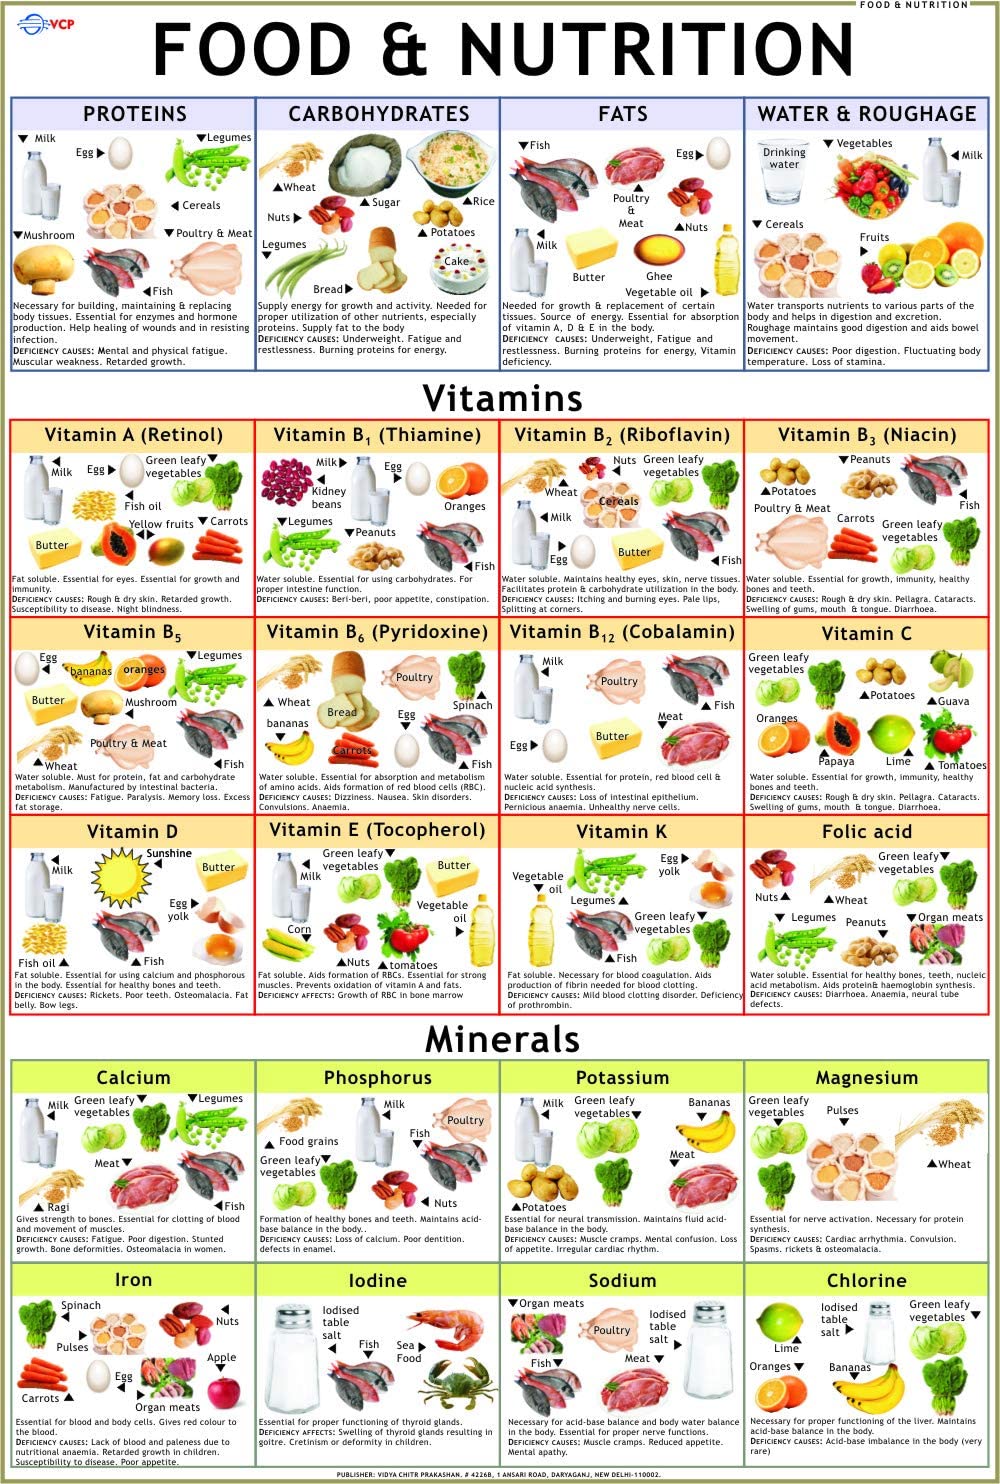 FOOD & NUTRITION
VCP
FOOD & NUTRITION
PROTEINS
Milk
Egg
Legumes
Cereals
Mushroom
Poultry & Meat
Fish
Necessary for building, maintaining & replacing
body tissues. Essential for enzymes and hormone
production. Help healing of wounds and in resisting
infection.
DEFICIENCY CAUSES: Mental and physical fatigue.
Muscular weakness. Retarded growth.
CARBOHYDRATES
Wheat
Sugar
Rice
Nuts
Potatoes
Legumes
Cake
Bread
Supply energy for growth and activity. Needed for
proper utilization of other nutrients, especially
proteins. Supply fat to the body
DEFICIENCY CAUSES: Underweight. Fatigue and
restlessness. Burning proteins for energy.
FATS
Fish
Egg
Poultry
&
Meat
Nuts
Milk
Butter
Ghee
Vegetable oil
Needed for growth & replacement of certain
tissues. Source of energy. Essential for absorption
of vitamin A, D & E in the body.
DEFICIENCY CAUSES: Underweight, Fatigue and
restlessness. Burning proteins for energy, Vitamin
deficiency.
WATER & ROUGHAGE
Drinking
water
Vegetables
Milk
Cereals
Fruits
Water transports nutrients to various parts of the
body and helps in digestion and excretion.
Roughage maintains good digestion and aids bowel
movement.
DEFICIENCY CAUSES: Poor digestion. Fluctuating body
temperature. Loss of stamina.
Vitamins
Vitamin A (Retinol)
Milk
Egg
Green leafy
vegetables
Fish oil
Yellow fruits
Carrots
Butter
Fat soluble. Essential for eyes. Essential for growth and
immunity.
DEFICIENCY CAUSES: Rough & dry skin. Retarded growth.
Susceptibility to disease. Night blindness.
Vitamin B1 (Thiamine)
Milk
Egg
Kidney
beans
Oranges
Legumes
Peanuts
Fish
Water soluble. Essential for using carbohydrates. For
proper intestine function.
DEFICIENCY CAUSES: Beri-beri, poor appetite, constipation.
Vitamin B2 (Riboflavin)
Nuts
Green leafy
vegetables
Wheat
Cereals
Milk
Egg
Butter
Fish
Water soluble. Maintains healthy eyes, skin, nerve tissues.
Facilitates protein & carbohydrate utilization in the body.
DEFICIENCY CAUSES: Itching and burning eyes. Pale lips,
Splitting at corners.
Vitamin B3 (Niacin)
Peanuts
Potatoes
Fish
Poultry & Meat
Carrots
Green leafy
vegetables
Water soluble. Essential for growth, immunity, healthy
bones and teeth.
DEFICIENCY CAUSES: Rough & dry skin. Pellagra. Cataracts.
Swelling of gums, mouth & tongue. Diarrhoea.
Vitamin B5
Egg
bananas
oranges
Legumes
Butter
Mushroom
Poultry & Meat
Wheat
Fish
Water soluble. Must for protein, fat and carbohydrate
metabolism. Manufactured by intestinal bacteria.
DEFICIENCY CAUSES: Fatigue. Paralysis. Memory loss. Excess
fat storage.
Vitamin B6 (Pyridoxine)
Poultry
Wheat
Spinach
Bread
bananas
Egg
Carrots
Fish
Water soluble. Essential for absorption and metabolism
of amino acids. Aids formation of red blood cells (RBC).
DEFICIENCY CAUSES: Dizziness. Nausea. Skin disorders.
Convulsions. Anaemia.
Vitamin B12 (Cobalamin)
Milk
Poultry
Fish
Meat
Egg
Butter
Water soluble. Essential for protein, red blood cell &
nucleic acid synthesis.
DEFICIENCY CAUSES: Loss of intestinal epithelium.
Pernicious anaemia. Unhealthy nerve cells.
Vitamin C
Green leafy
vegetables
Potatoes
Guava
Oranges
Papaya
Lime
Tomatoes
Water soluble. Essential for growth, immunity, healthy
bones and teeth.
DEFICIENCY CAUSES: Rough & dry skin. Pellagra. Cataracts.
Swelling of gums, mouth & tongue. Diarrhoea.
Vitamin D
Milk
Sunshine
Butter
Egg
yolk
Fish oil
Fish
Fat soluble. Essential for using calcium and phosphorous
in the body. Essential for healthy bones and teeth.
DEFICIENCY CAUSES: Rickets. Poor teeth. Osteomalacia. Fat
belly. Bow legs.
Vitamin E (Tocopherol)
Green leafy
vegetables
Milk
Butter
Vegetable
oil
Corn
Nuts
tomatoes
Fat soluble. Aids formation of RBCs. Essential for strong
muscles. Prevents oxidation of vitamin A and fats.
DEFICIENCY AFFECTS: Growth of RBC in bone marrow
Vitamin K
Vegetable
oil
Egg
yolk
Legumes
Green leafy
vegetables
Fish
Fat soluble. Necessary for blood coagulation. Aids
production of fibrin needed for blood clotting.
DEFICIENCY CAUSES: Mild blood clotting disorder. Deficiency
of prothrombin.
Folic acid
Green leafy
vegetables
Nuts
Wheat
Legumes
Peanuts
Organ meats
Water soluble. Essential for healthy bones, teeth, nucleic
acid metabolism. Aids protein& haemoglobin synthesis.
DEFICIENCY CAUSES: Diarrhoea. Anaemia, neural tube
defects.
Minerals
Calcium
Milk
Green leafy
vegetables
Legumes
Meat
Ragi
Fish
Gives strength to bones. Essential for clotting of blood
and movement of muscles.
DEFICIENCY CAUSES: Fatigue. Poor digestion. Stunted
growth. Bone deformities. Osteomalacia in women.
Phosphorus
Milk
Poultry
Food grains
Fish
Green leafy
vegetables
Nuts
Formation of healthy bones and teeth. Maintains acid-
base balance in the body..
DEFICIENCY CAUSES: Loss of calcium. Poor dentition.
defects in enamel.
Potassium
Milk
Green leafy
vegetables
Bananas
Meat
Potatoes
Essential for neural transmission. Maintains fluid acid-
base balance in the body.
DEFICIENCY CAUSES: Muscle cramps. Mental confusion. Loss
of appetite. Irregular cardiac rhythm.
Magnesium
Green leafy
vegetables
Pulses
Wheat
Essential for nerve activation. Necessary for protein
synthesis.
DEFICIENCY CAUSES: Cardiac arrhythmia. Convulsion.
Spasms. rickets & osteomalacia.
Iron
Spinach
Nuts
Pulses
Apple
Egg
Carrots
Organ meats
Essential for blood and body cells. Gives red colour to
the blood.
DEFICIENCY CAUSES: Lack of blood and paleness due to
nutritional anaemia. Retarded growth in children.
Susceptibility to disease. Poor appetite.
Iodine
Iodised
table
salt
Fish
Sea
Food
Essential for proper functioning of thyroid glands.
DEFICIENCY CAUSES: Swelling of thyroid glands resulting in
goitre. Cretinism or deformity in children.
Sodium
Organ meats
Poultry
Iodised
table
salt
Fish
Meat
Necessary for acid-base balance and body water balance
in the body. Essential for proper nerve functions.
DEFICIENCY CAUSES: Muscle cramps. Reduced appetite.
Mental apathy.
Chlorine
Iodised
table
salt
Green leafy
vegetables
Lime
Oranges
Bananas
Necessary for proper functioning of the liver. Maintains
acid-base balance in the body.
DEFICIENCY CAUSES: Acid-base imbalance in the body (very
rare)
PUBLISHER: VIDYA CHITR PRAKASHAN, # 4226B, 1 ANSARI ROAD, DARYAGANJ, NEW DELHI-110002.